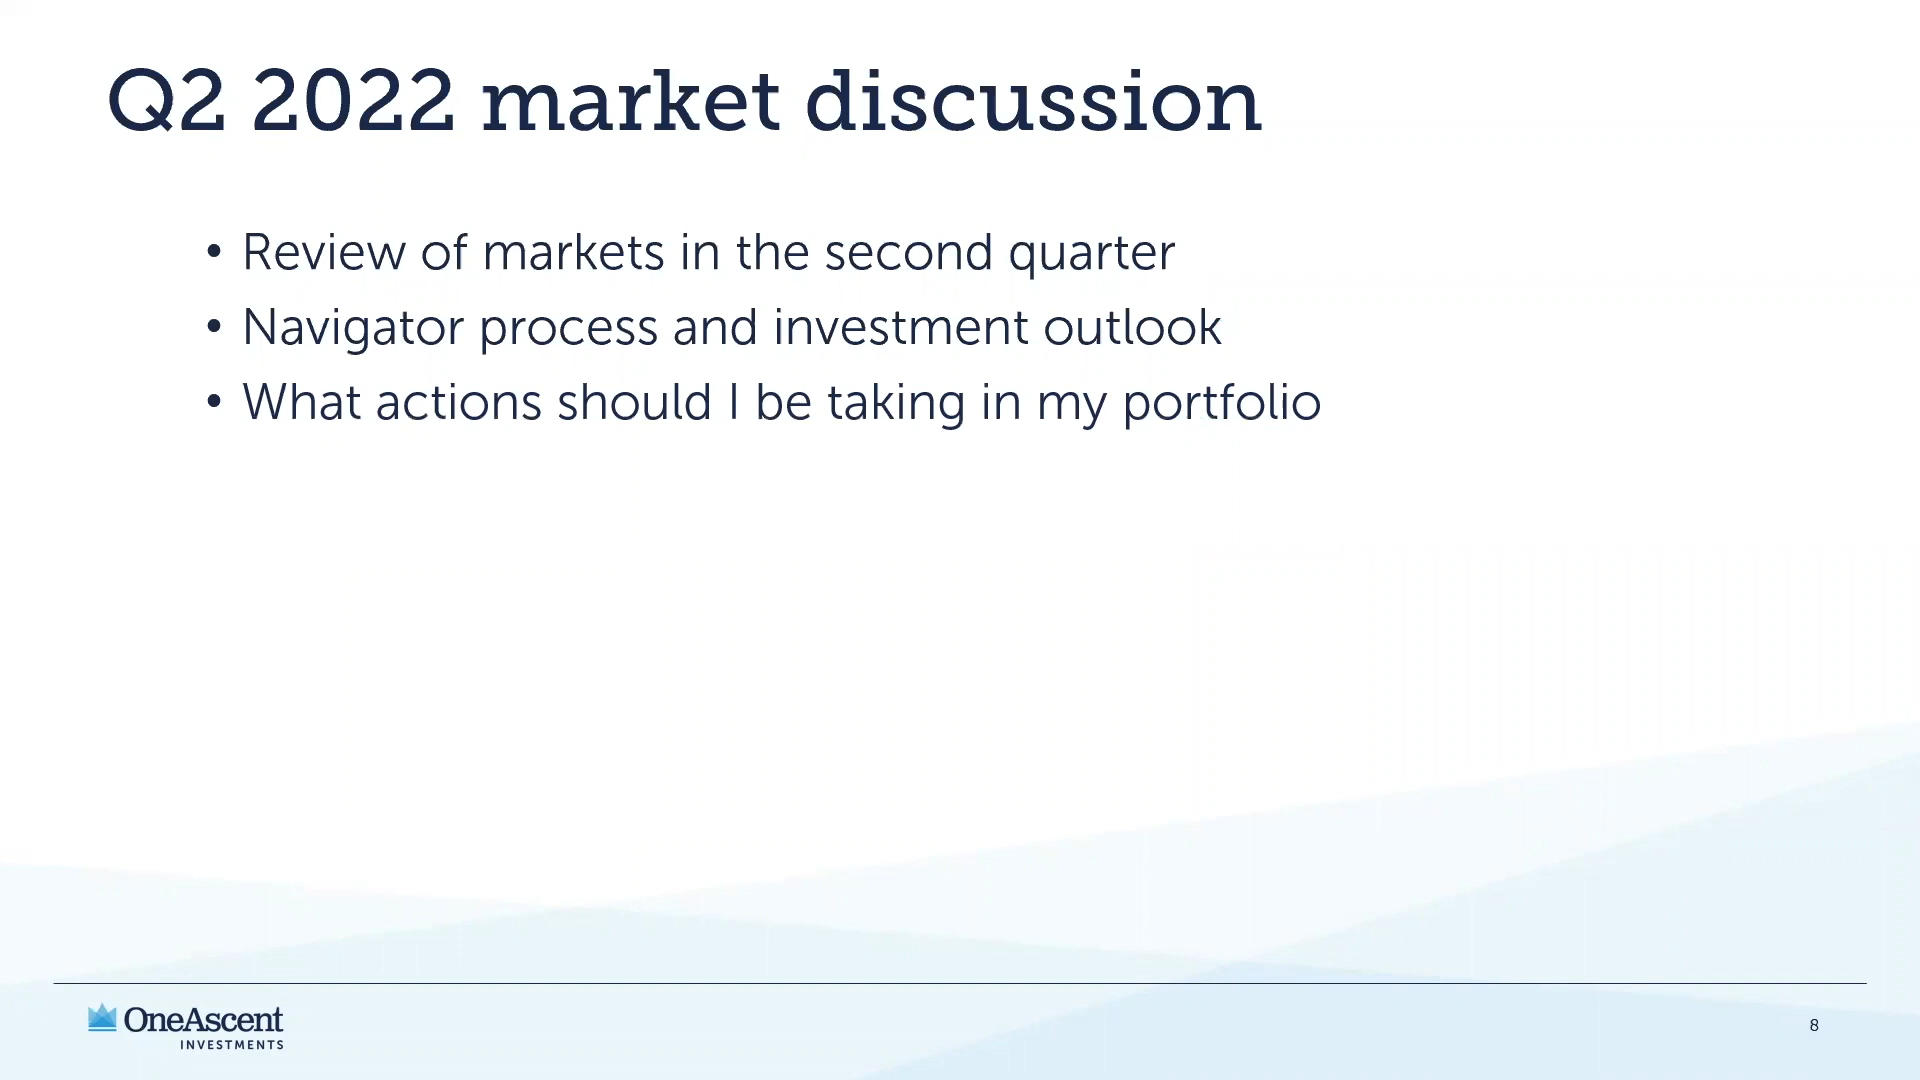 Q2 2022 market discussion
• Review of markets in the second quarter
• Navigator process and investment outlook
• What actions should I be taking in my portfolio
OneAscent
INVESTMENTS
8